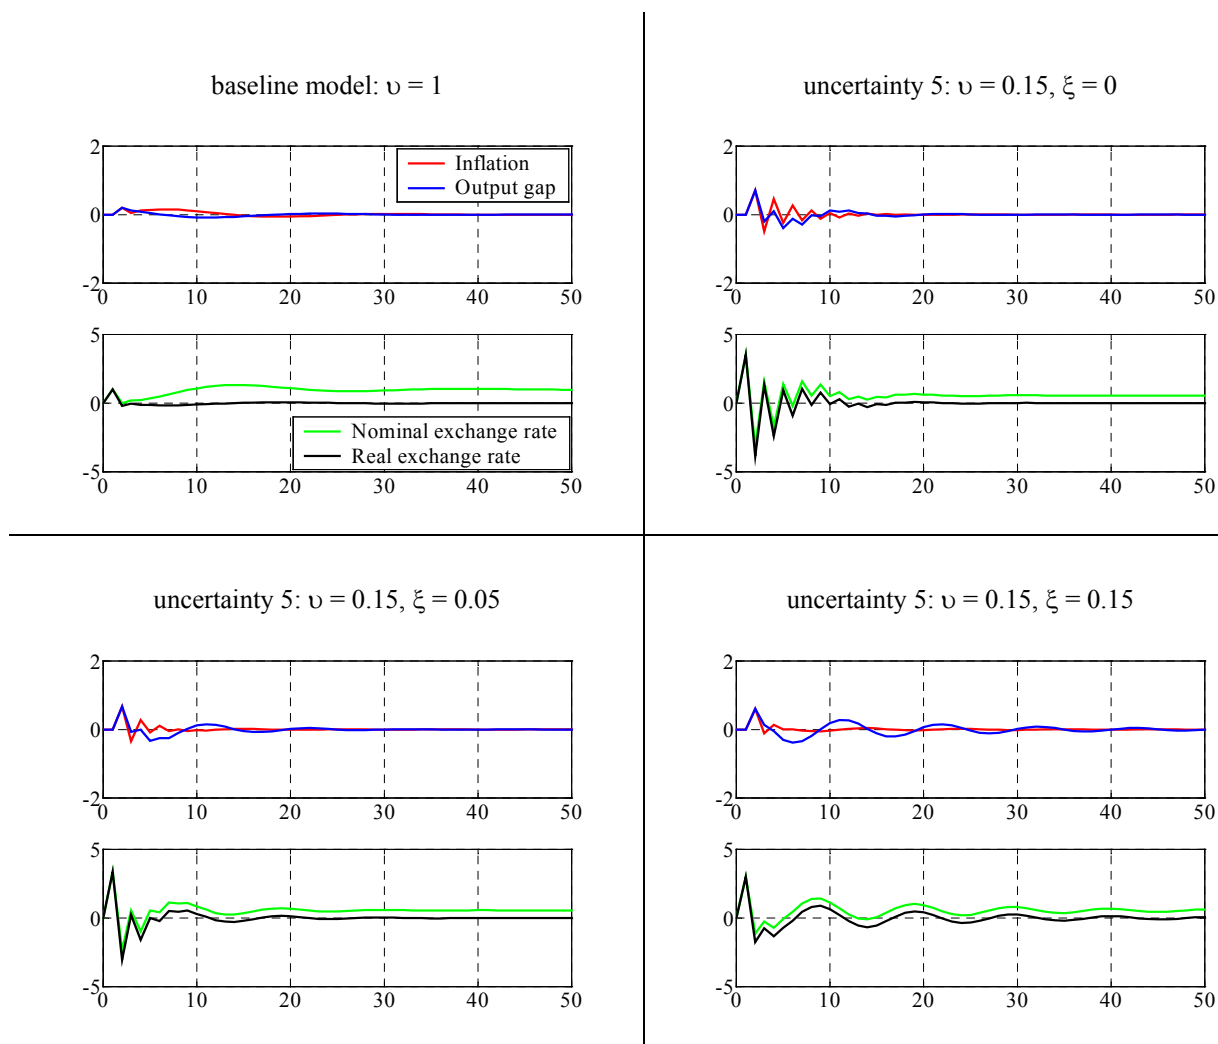 baseline model: υ = 1
2
0
-2
0 10 20 30 40 50
Inflation
Output gap
5
0
-5
0 10 20 30 40 50
Nominal exchange rate
Real exchange rate
uncertainty 5: υ = 0.15, ξ = 0
2
0
-2
0 10 20 30 40 50
5
0
-5
0 10 20 30 40 50
uncertainty 5: υ = 0.15, ξ = 0.05
2
0
-2
0 10 20 30 40 50
5
0
-5
0 10 20 30 40 50
uncertainty 5: υ = 0.15, ξ = 0.15
2
0
-2
0 10 20 30 40 50
5
0
-5
0 10 20 30 40 50